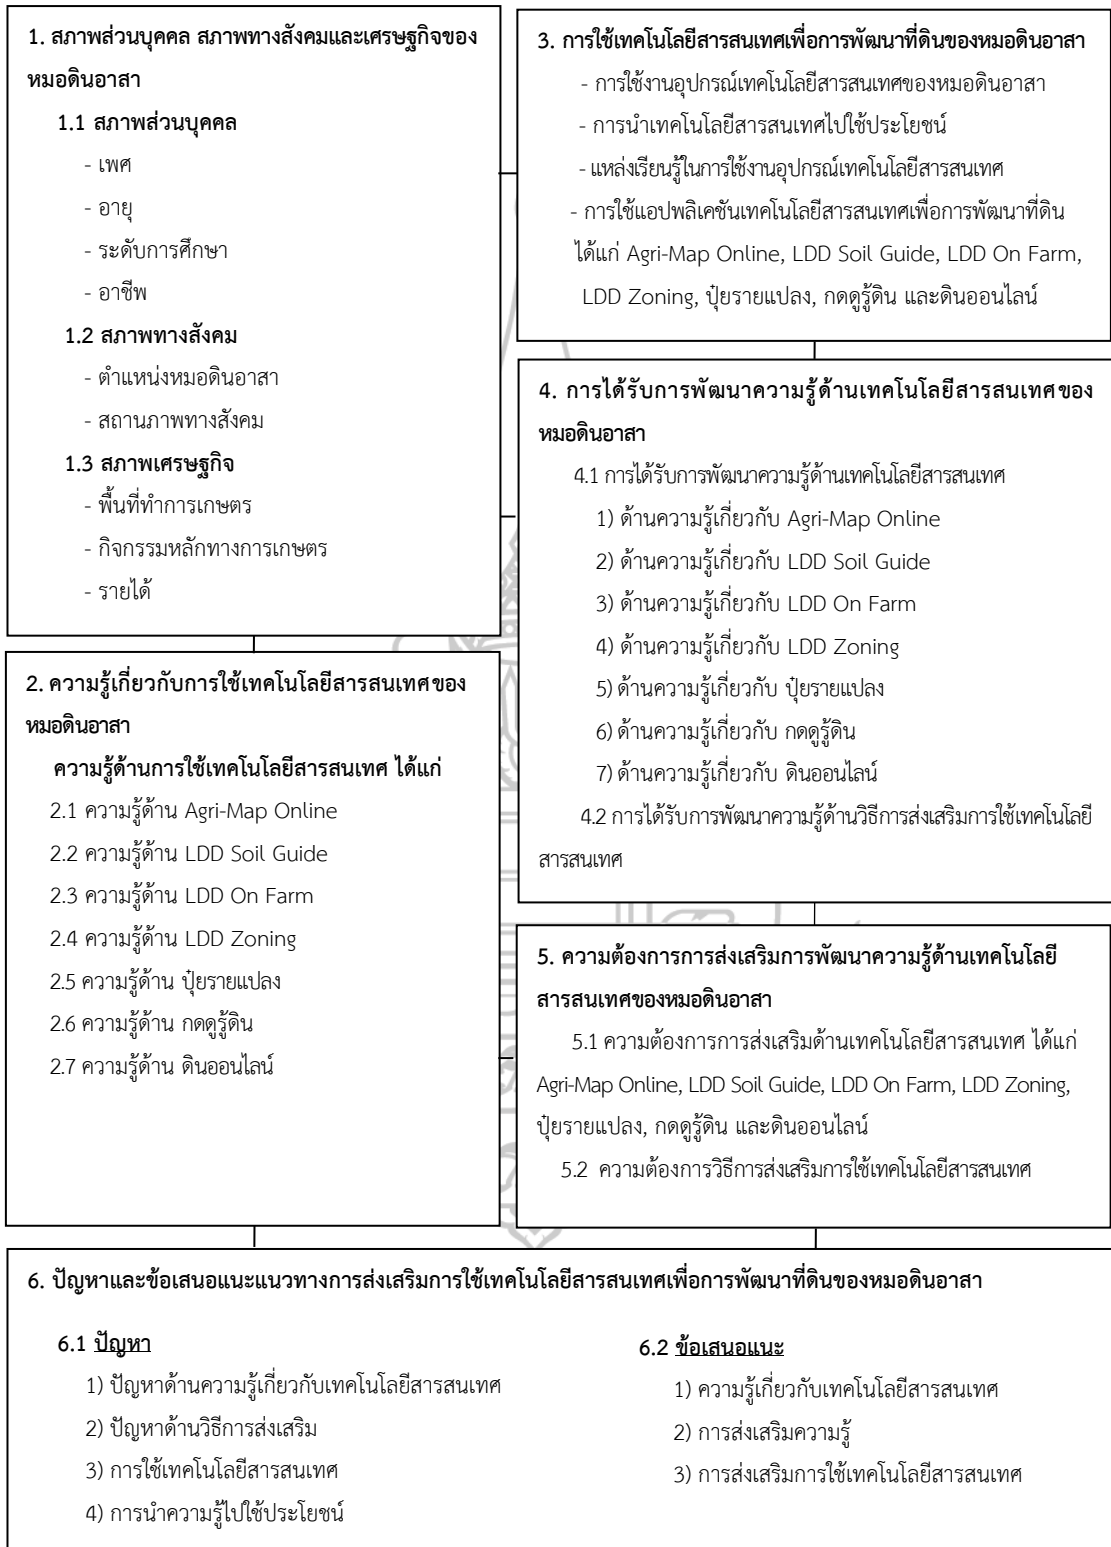 1. สภาพส่วนบุคคล สภาพทางสังคมและเศรษฐกิจของ
หมอดินอาสา
1.1 สภาพส่วนบุคคล
- เพศ
- อายุ
- ระดับการศึกษา
- อาชีพ
1.2 สภาพทางสังคม
- ตำแหน่งหมอดินอาสา
- สถานภาพทางสังคม
1.3 สภาพเศรษฐกิจ
- พื้นที่ทำการเกษตร
- กิจกรรมหลักทางการเกษตร
- รายได้
2. ความรู้เกี่ยวกับการใช้เทคโนโลยีสารสนเทศของ
หมอดินอาสา
ความรู้ด้านการใช้เทคโนโลยีสารสนเทศ ได้แก่
2.1 ความรู้ด้าน Agri-Map Online
2.2 ความรู้ด้าน LDD Soil Guide
2.3 ความรู้ด้าน LDD On Farm
2.4 ความรู้ด้าน LDD Zoning
2.5 ความรู้ด้าน ปุ๋ยรายแปลง
2.6 ความรู้ด้าน กดดูรู้ดิน
2.7 ความรู้ด้าน ดินออนไลน์
3. การใช้เทคโนโลยีสารสนเทศเพื่อการพัฒนาที่ดินของหมอดินอาสา
- การใช้งานอุปกรณ์เทคโนโลยีสารสนเทศของหมอดินอาสา
- การนำเทคโนโลยีสารสนเทศไปใช้ประโยชน์
- แหล่งเรียนรู้ในการใช้งานอุปกรณ์เทคโนโลยีสารสนเทศ
- การใช้แอปพลิเคชันเทคโนโลยีสารสนเทศเพื่อการพัฒนาที่ดิน
ได้แก่ Agri-Map Online, LDD Soil Guide, LDD On Farm,
LDD Zoning, ปุ๋ยรายแปลง, กดดูรู้ดิน และดินออนไลน์
4. การได้รับการพัฒนาความรู้ด้านเทคโนโลยีสารสนเทศของ
หมอดินอาสา
4.1 การได้รับการพัฒนาความรู้ด้านเทคโนโลยีสารสนเทศ
1) ด้านความรู้เกี่ยวกับ Agri-Map Online
2) ด้านความรู้เกี่ยวกับ LDD Soil Guide
3) ด้านความรู้เกี่ยวกับ LDD On Farm
4) ด้านความรู้เกี่ยวกับ LDD Zoning
5) ด้านความรู้เกี่ยวกับ ปุ๋ยรายแปลง
6) ด้านความรู้เกี่ยวกับ กดดูรู้ดิน
7) ด้านความรู้เกี่ยวกับ ดินออนไลน์
4.2 การได้รับการพัฒนาความรู้ด้านวิธีการส่งเสริมการใช้เทคโนโลยี
สารสนเทศ
5. ความต้องการการส่งเสริมการพัฒนาความรู้ด้านเทคโนโลยี
สารสนเทศของหมอดินอาสา
5.1 ความต้องการการส่งเสริมด้านเทคโนโลยีสารสนเทศ ได้แก่
Agri-Map Online, LDD Soil Guide, LDD On Farm, LDD Zoning,
ปุ๋ยรายแปลง, กดดูรู้ดิน และดินออนไลน์
5.2 ความต้องการวิธีการส่งเสริมการใช้เทคโนโลยีสารสนเทศ
6. ปัญหาและข้อเสนอแนะแนวทางการส่งเสริมการใช้เทคโนโลยีสารสนเทศเพื่อการพัฒนาที่ดินของหมอดินอาสา
6.1 ปัญหา
1) ปัญหาด้านความรู้เกี่ยวกับเทคโนโลยีสารสนเทศ
2) ปัญหาด้านวิธีการส่งเสริม
3) การใช้เทคโนโลยีสารสนเทศ
4) การนำความรู้ไปใช้ประโยชน์
6.2 ข้อเสนอแนะ
1) ความรู้เกี่ยวกับเทคโนโลยีสารสนเทศ
2) การส่งเสริมความรู้
3) การส่งเสริมการใช้เทคโนโลยีสารสนเทศ